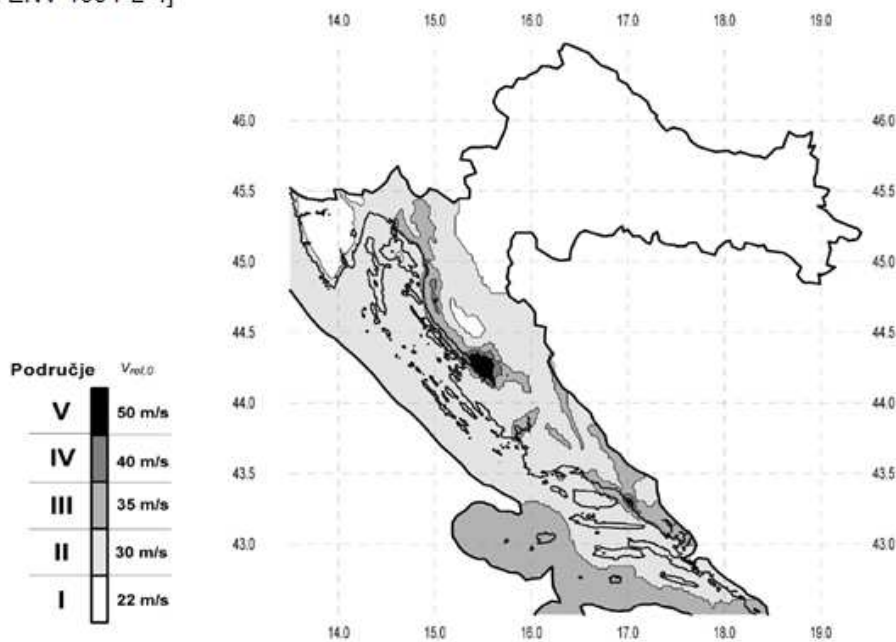 14.0 15.0 16.0 17.0 18.0 19.0
46.0 46.0
45.5 45.5
45.0 45.0
44.5 44.5
44.0 44.0
43.5 43.5
43.0 43.0
14.0 15.0 16.0 17.0 18.0 19.0
Područje Vref,0
V 50 m/s
IV 40 m/s
III 35 m/s
II 30 m/s
I 22 m/s